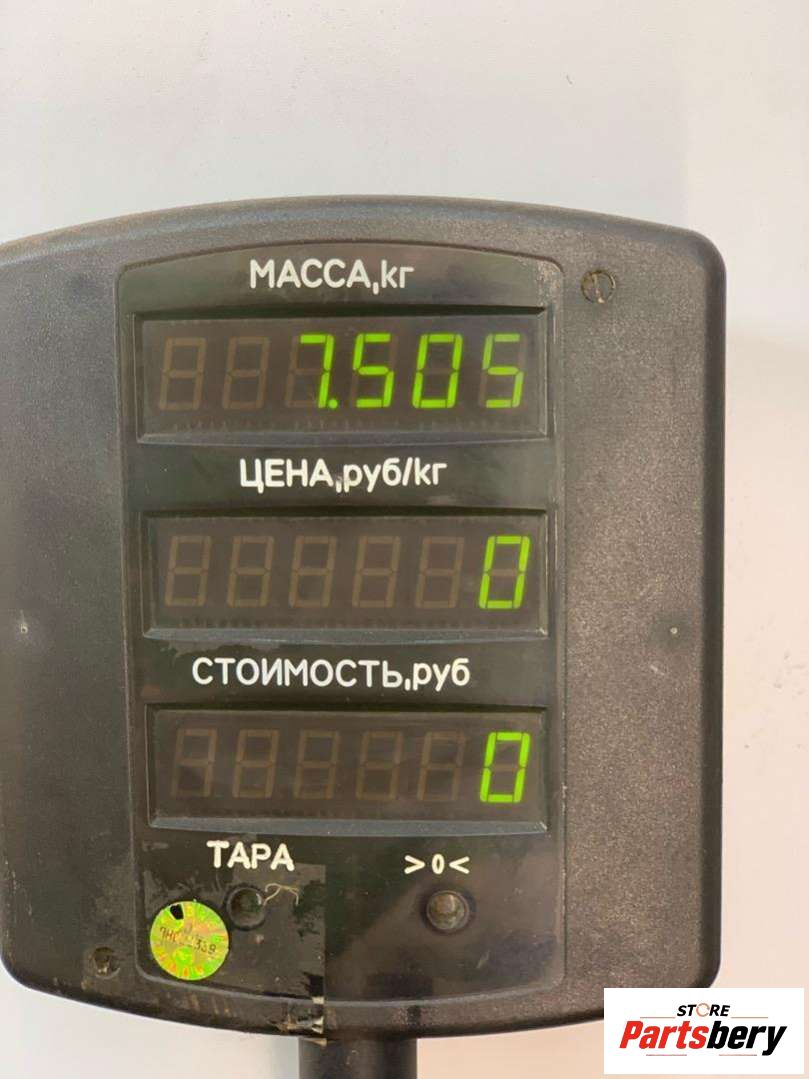 МАССА,кг
7.505
ЦЕНА,руб/кг
0
СТОИМОСТЬ,руб
0
ТАРА >0<
STORE
Partsbery